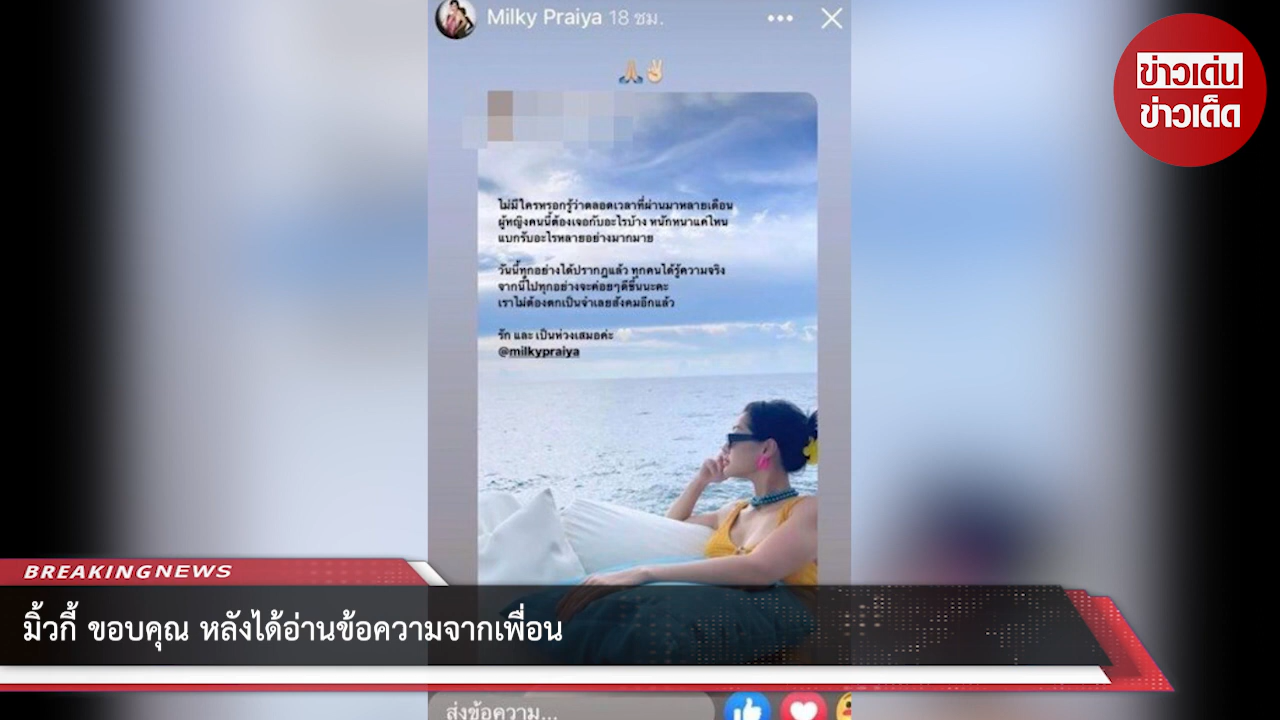 Milky Praiya 18 ชม.
ข่าวเด่น
ข่าวเด็ด
ไม่มีใครหรอกรู้ว่าตลอดเวลาที่ผ่านมาหลายเดือน
ผู้หญิงคนนี้ต้องเจอกับอะไรบ้าง หนักหนาแค่ไหน
แบกรับอะไรหลายอย่างมากมาย
วันนี้ทุกอย่างได้ปรากฎแล้ว ทุกคนได้รู้ความจริง
จากนี้ไปทุกอย่างจะค่อยๆดีขึ้นนะคะ
เราไม่ต้องตกเป็นจำเลยสังคมอีกแล้ว
รัก และ เป็นห่วงเสมอค่ะ
@milkypraiya
BREAKING NEWS
มิ้วกี้ ขอบคุณ หลังได้อ่านข้อความจากเพื่อน
ส่งข้อความ...